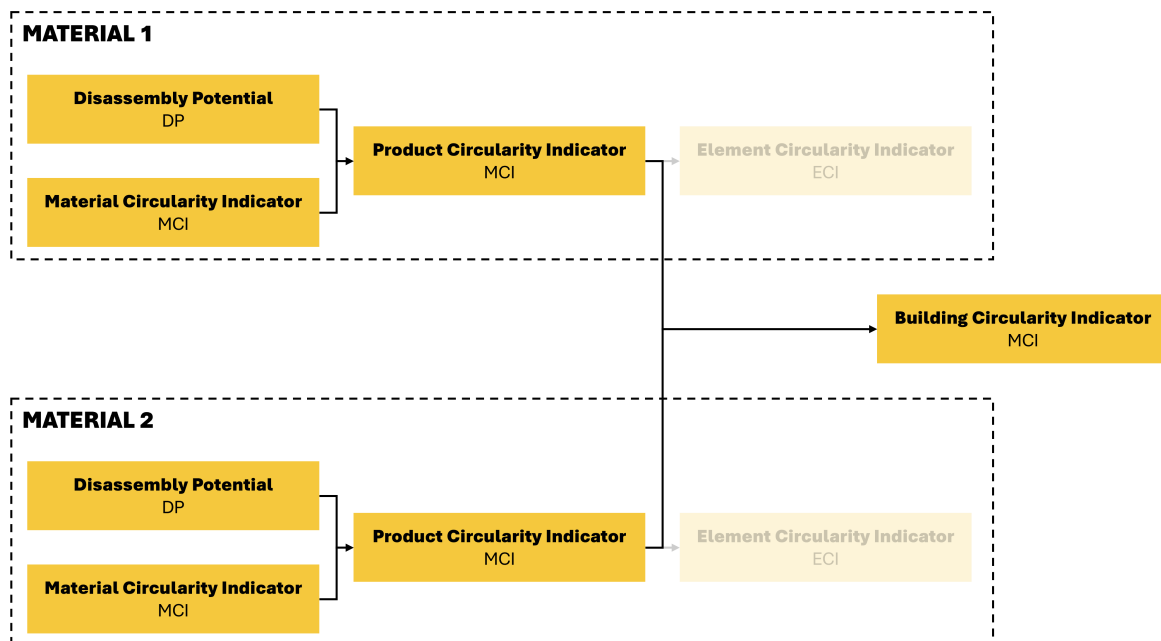 MATERIAL 1
Disassembly Potential
DP
Material Circularity Indicator
MCI
Product Circularity Indicator
MCI
Element Circularity Indicator
ECI
Building Circularity Indicator
MCI
MATERIAL 2
Disassembly Potential
DP
Material Circularity Indicator
MCI
Product Circularity Indicator
MCI
Element Circularity Indicator
ECI